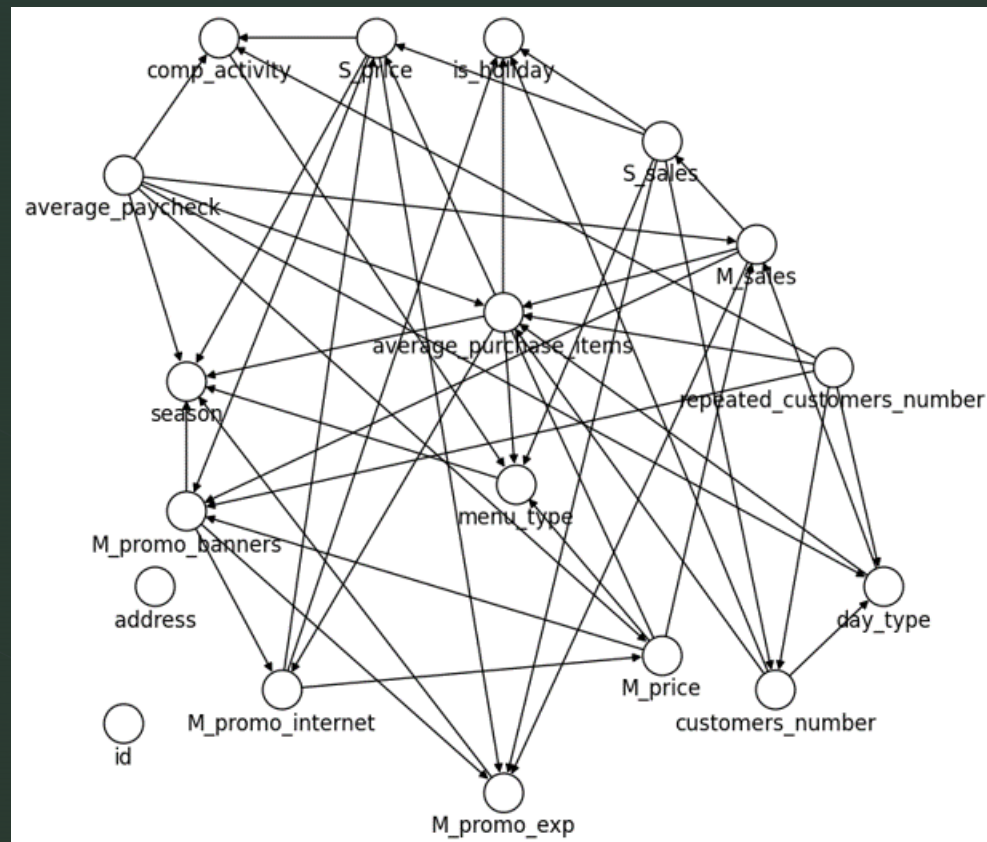 comp_activity
S_price
is_holiday
S_sales
average_paycheck
M_sales
average_purchase_items
repeated_customers_number
season
menu_type
M_promo_banners
address
day_type
M_price
M_promo_internet
customers_number
id
M_promo_exp